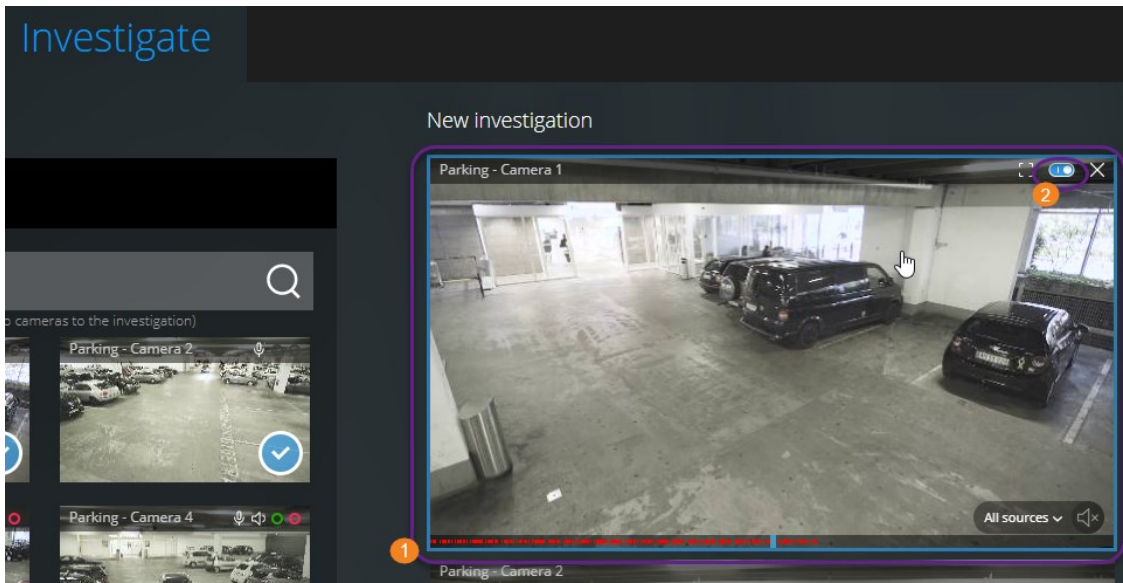 Investigate
New investigation
Parking - Camera 1
2
o cameras to the investigation)
Parking - Camera 2
Parking - Camera 4
All sources
1
Parking - Camera 2